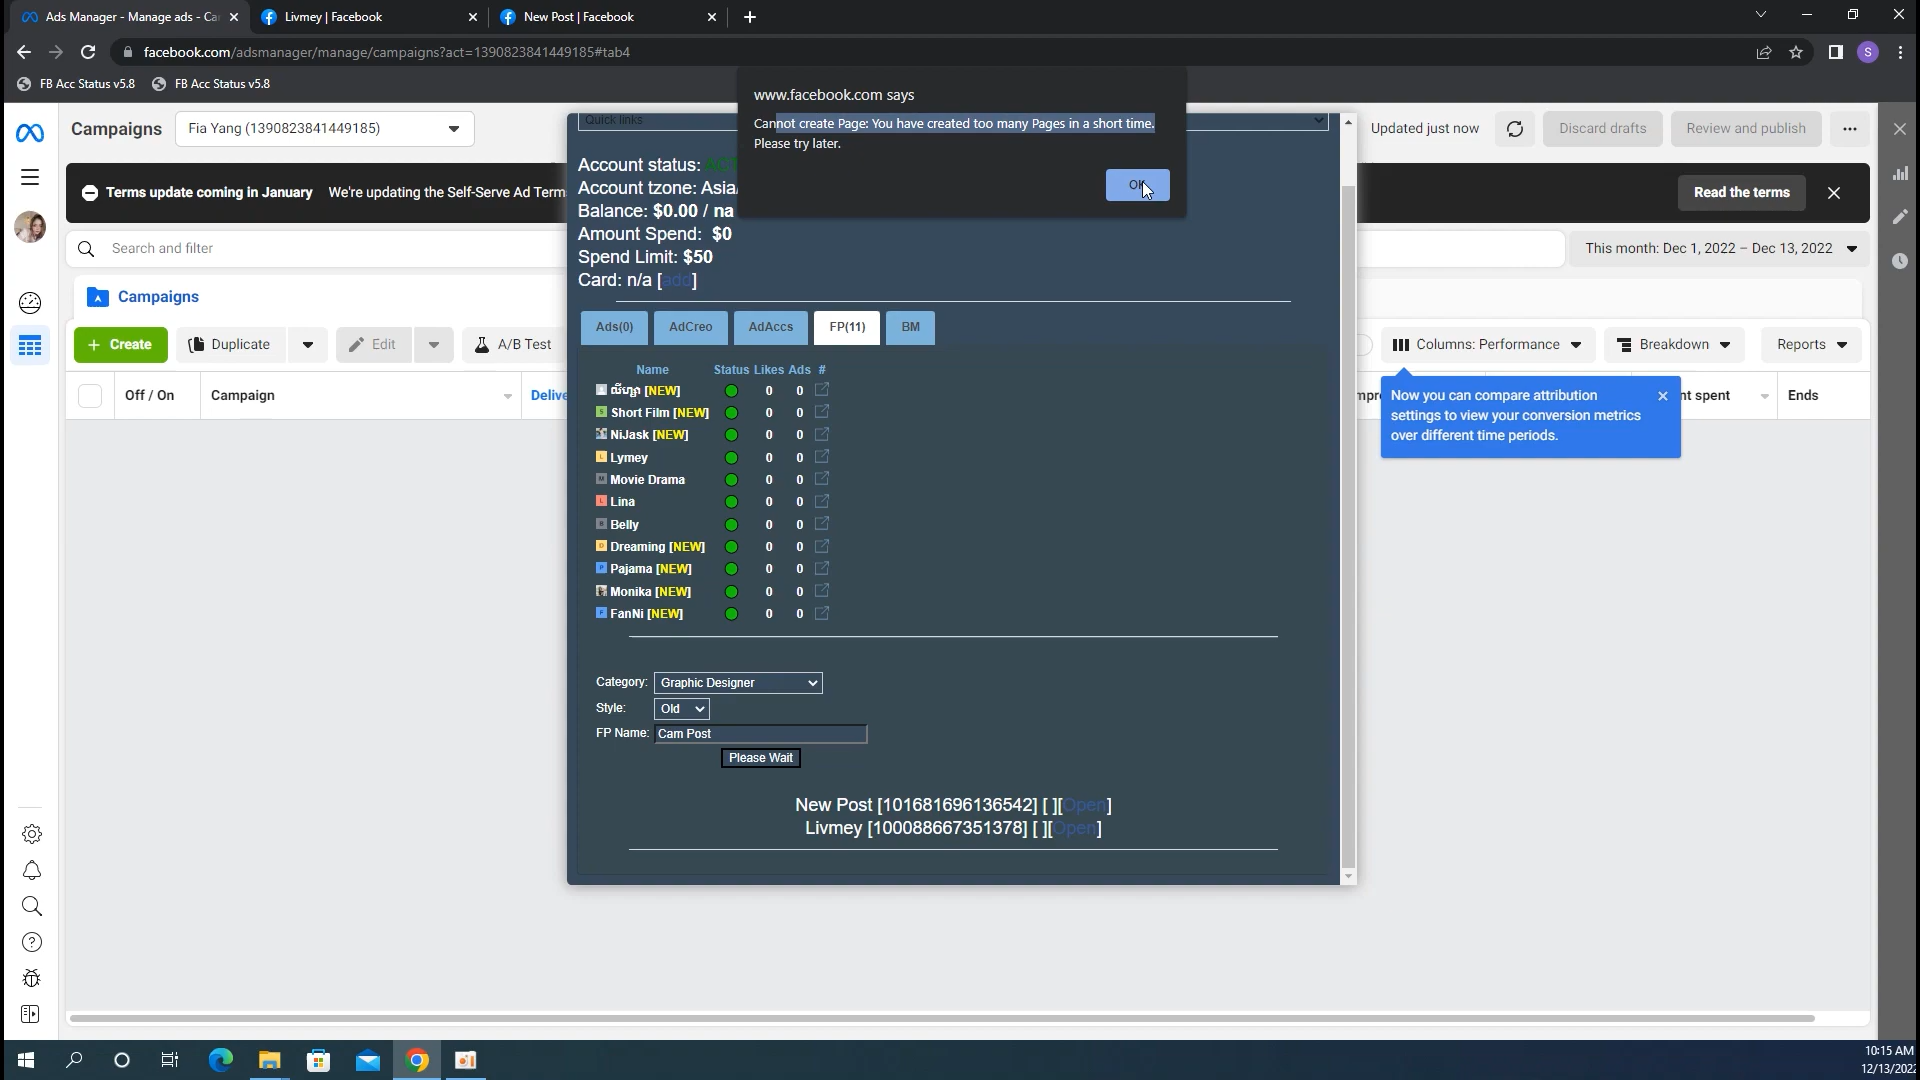 Ads Manager - Manage ads - Ca
Livmey | Facebook
New Post | Facebook
facebook.com/adsmanager/manage/campaigns?act=1390823841449185#tab4
S
FB Acc Status v5.8
FB Acc Status v5.8
www.facebook.com says
Cannot create Page: You have created too many Pages in a short time.
Please try later.
OK
Campaigns
Fia Yang (1390823841449185)
Quick links
Updated just now
Discard drafts
Review and publish
Terms update coming in January We're updating the Self-Serve Ad Term
Read the terms
Search and filter
This month: Dec 1, 2022 – Dec 13, 2022
Account status: ACT
Account tzone: Asia/
Balance: $0.00 / na
Amount Spend: $0
Spend Limit: $50
Card: n/a [add]
Campaigns
Ads(0)
AdCreo
AdAccs
FP(11)
BM
+ Create
Duplicate
Edit
A/B Test
Columns: Performance
Breakdown
Reports
Off / On
Campaign
Delive
mpre
nt spent
Ends
Now you can compare attribution
settings to view your conversion metrics
over different time periods.
Name Status Likes Ads #
[NEW] 0 0
Short Film [NEW] 0 0
NiJask [NEW] 0 0
Lymey 0 0
Movie Drama 0 0
Lina 0 0
Belly 0 0
Dreaming [NEW] 0 0
Pajama [NEW] 0 0
Monika [NEW] 0 0
FanNi [NEW] 0 0
Category: Graphic Designer
Style: Old
FP Name: Cam Post
Please Wait
New Post [101681696136542] [ ][Open]
Livmey [100088667351378] [ ][Open]
10:15 AM
12/13/2022